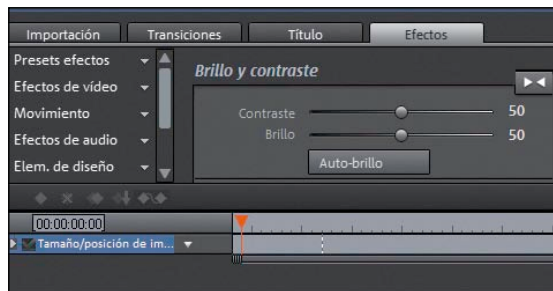 Importación Transiciones Título Efectos
Presets efectos
Efectos de vídeo
Movimiento
Efectos de audio
Elem. de diseño
Brillo y contraste
Contraste 50
Brillo 50
Auto-brillo
00:00:00:00
Tamaño/posición de im...